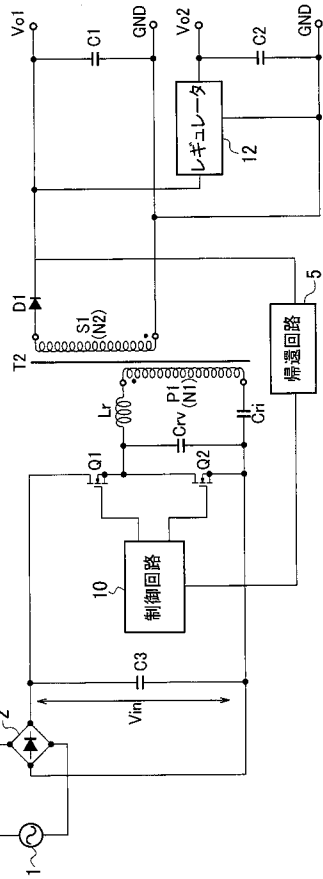 1
2
Vin
C3
10
制御回路
Q1
Q2
Lr
Crv
Cri
P1
(N1)
T2
S1
(N2)
D1
帰還回路
5
レギュレータ
12
C1
C2
Vo1
GND
Vo2
GND